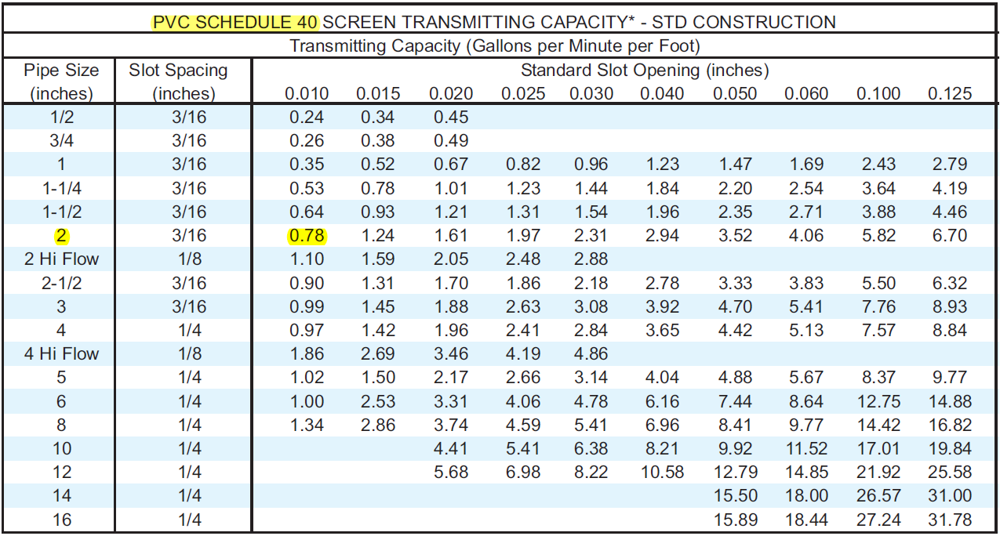 PVC SCHEDULE 40 SCREEN TRANSMITTING CAPACITY* - STD CONSTRUCTION
Transmitting Capacity (Gallons per Minute per Foot)
Pipe Size Slot Spacing Standard Slot Opening (inches)
(inches) (inches) 0.010 0.015 0.020 0.025 0.030 0.040 0.050 0.060 0.100 0.125
1/2 3/16 0.24 0.34 0.45
3/4 3/16 0.26 0.38 0.49
1 3/16 0.35 0.52 0.67 0.82 0.96 1.23 1.47 1.69 2.43 2.79
1-1/4 3/16 0.53 0.78 1.01 1.23 1.44 1.84 2.20 2.54 3.64 4.19
1-1/2 3/16 0.64 0.93 1.21 1.31 1.54 1.96 2.35 2.71 3.88 4.46
2 3/16 0.78 1.24 1.61 1.97 2.31 2.94 3.52 4.06 5.82 6.70
2 Hi Flow 1/8 1.10 1.59 2.05 2.48 2.88
2-1/2 3/16 0.90 1.31 1.70 1.86 2.18 2.78 3.33 3.83 5.50 6.32
3 3/16 0.99 1.45 1.88 2.63 3.08 3.92 4.70 5.41 7.76 8.93
4 1/4 0.97 1.42 1.96 2.41 2.84 3.65 4.42 5.13 7.57 8.84
4 Hi Flow 1/8 1.86 2.69 3.46 4.19 4.86
5 1/4 1.02 1.50 2.17 2.66 3.14 4.04 4.88 5.67 8.37 9.77
6 1/4 1.00 2.53 3.31 4.06 4.78 6.16 7.44 8.64 12.75 14.88
8 1/4 1.34 2.86 3.74 4.59 5.41 6.96 8.41 9.77 14.42 16.82
10 1/4 4.41 5.41 6.38 8.21 9.92 11.52 17.01 19.84
12 1/4 5.68 6.98 8.22 10.58 12.79 14.85 21.92 25.58
14 1/4 15.50 18.00 26.57 31.00
16 1/4 15.89 18.44 27.24 31.78